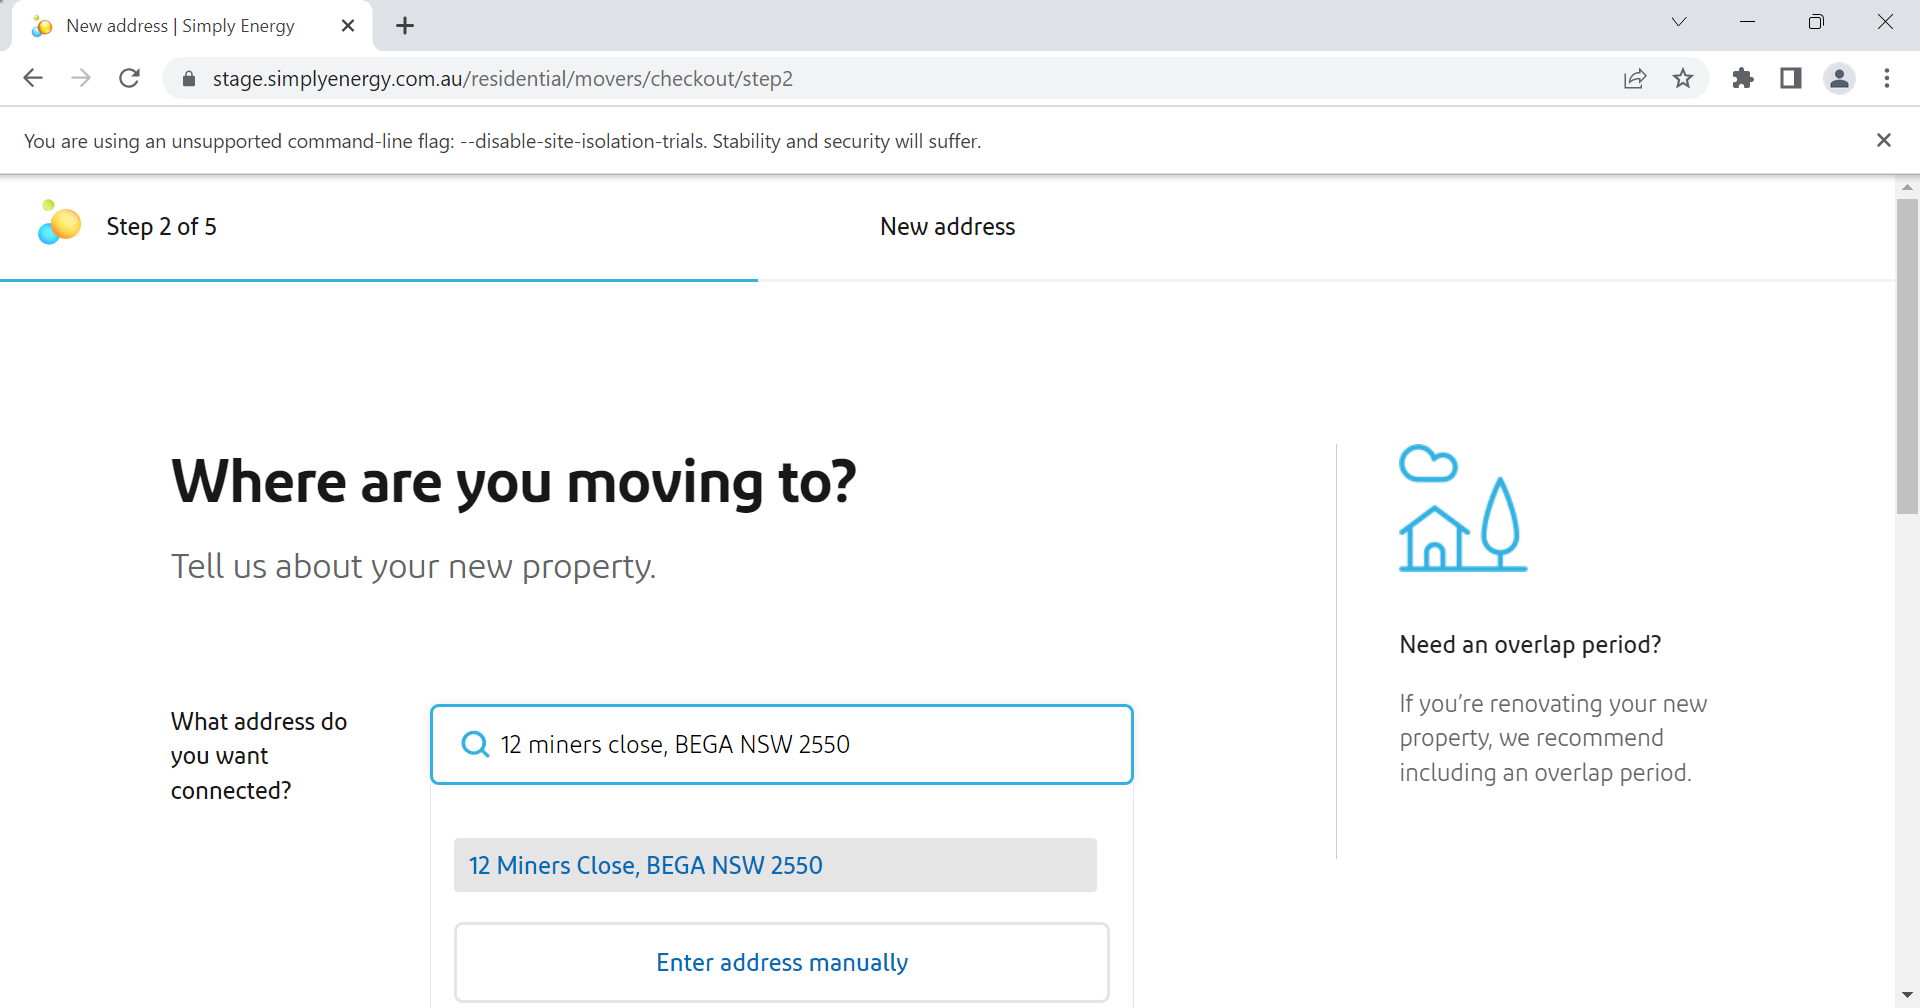 New address | Simply Energy
stage.simplyenergy.com.au/residential/movers/checkout/step2
You are using an unsupported command-line flag: --disable-site-isolation-trials. Stability and security will suffer.
Step 2 of 5
New address
Where are you moving to?
Tell us about your new property.
What address do
you want
connected?
12 miners close, BEGA NSW 2550
12 Miners Close, BEGA NSW 2550
Enter address manually
Need an overlap period?
If you’re renovating your new
property, we recommend
including an overlap period.